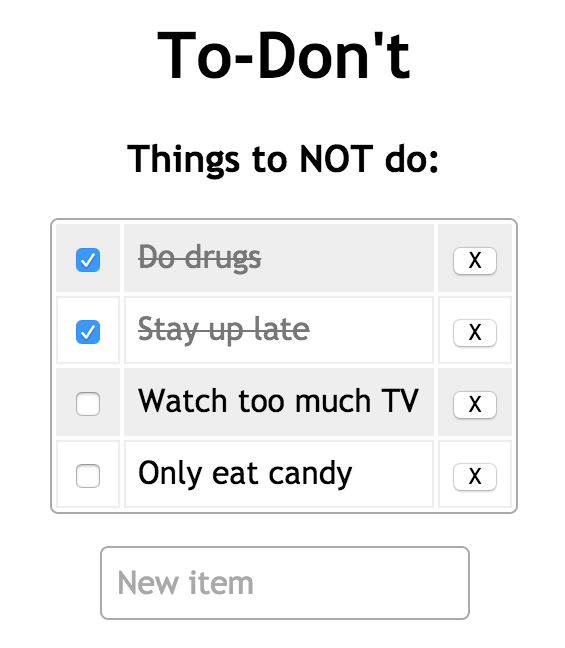 To-Don't
Things to NOT do:
Do drugs X
Stay up late X
Watch too much TV X
Only eat candy X
New item